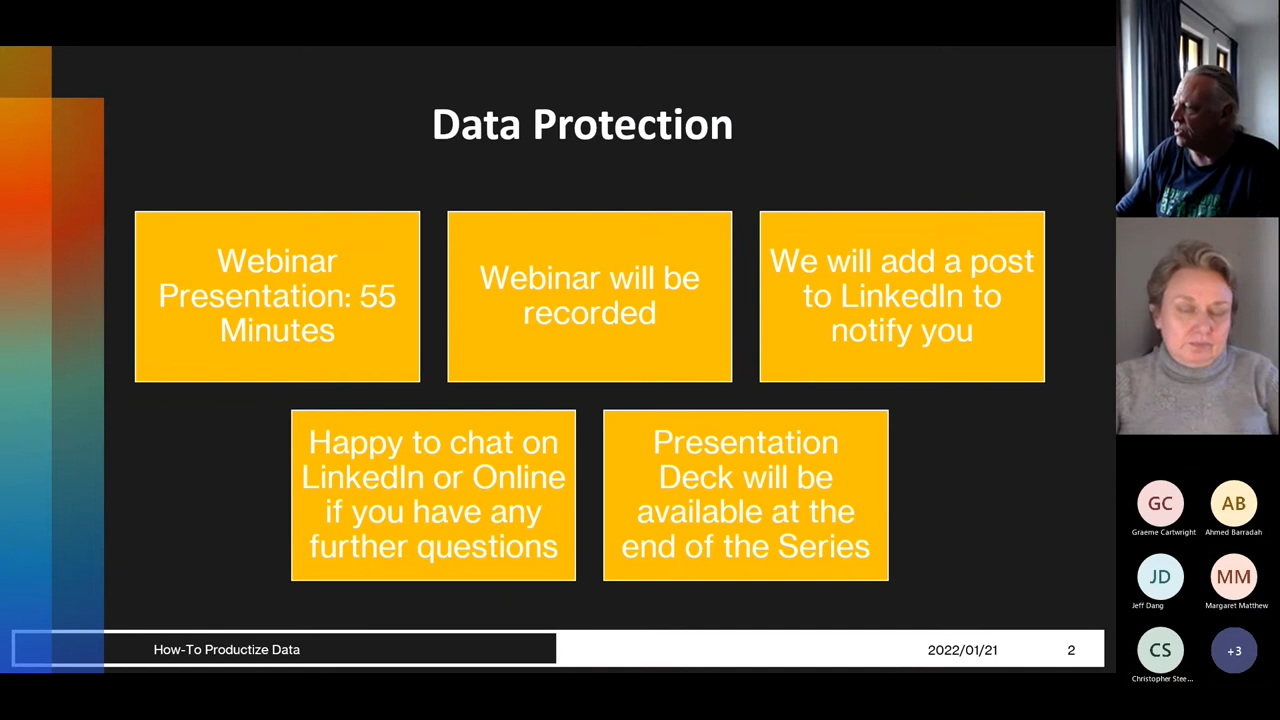 Data Protection
Webinar
Presentation: 55
Minutes
Webinar will be
recorded
We will add a post
to LinkedIn to
notify you
Happy to chat on
LinkedIn or Online
if you have any
further questions
Presentation
Deck will be
available at the
end of the Series
How-To Productize Data
2022/01/21
2
GC
AB
Graeme Cartwright
Ahmed Barradah
JD
MM
Jeff Dang
Margaret Matthew
CS
+3
Christopher Stee...